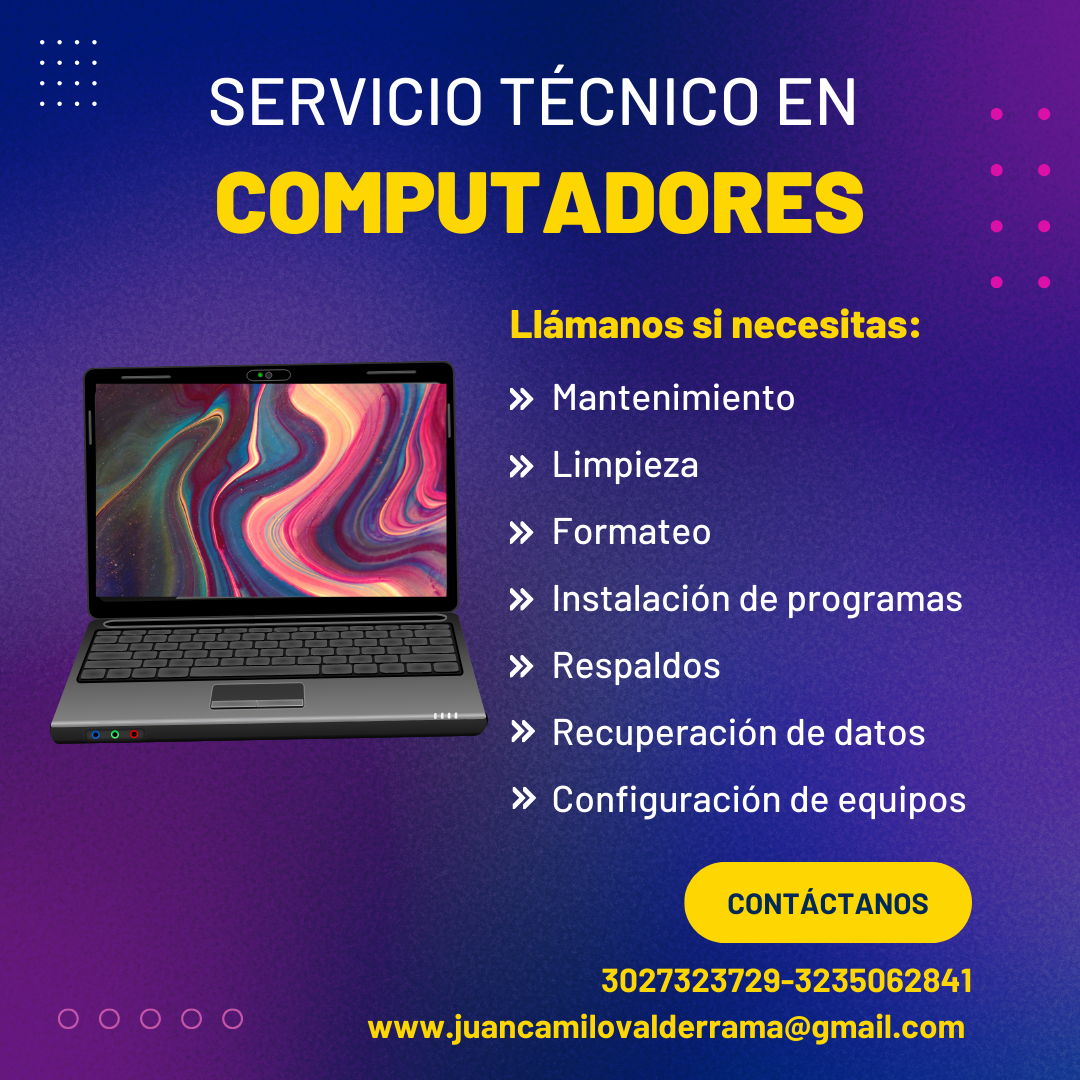 SERVICIO TÉCNICO EN
COMPUTADORES
Llámanos si necesitas:
Mantenimiento
Limpieza
Formateo
Instalación de programas
Respaldos
Recuperación de datos
Configuración de equipos
CONTÁCTANOS
3027323729-3235062841
www.juancamilovalderrama@gmail.com